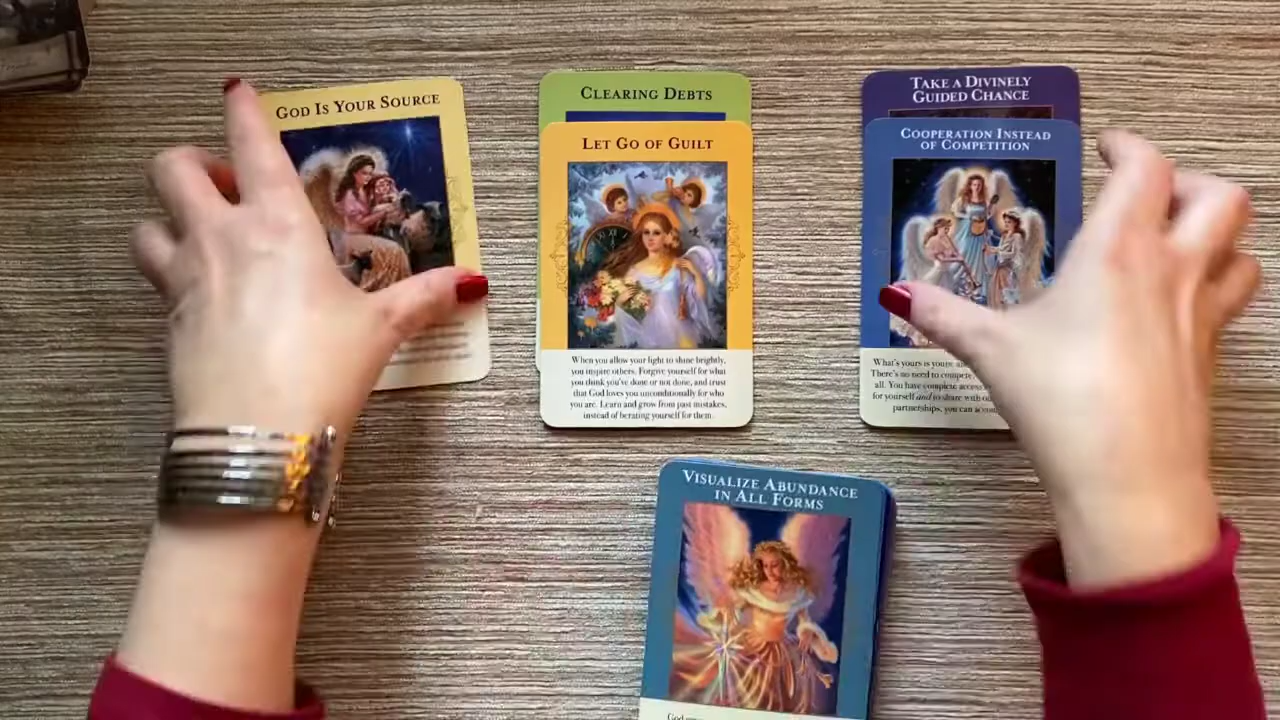 GOD IS YOUR SOURCE
CLEARING DEBTS
LET GO OF GUILT
When you allow your light to shine brightly,
you inspire others. Forgive yourself for what
you think you've done or not done, and trust
that God loves you unconditionally for who
you are. Learn and grow from past mistakes,
instead of berating yourself for them.
TAKE A DIVINELY
GUIDED CHANCE
COOPERATION INSTEAD
OF COMPETITION
What's yours is yours
There's no need to compete
all. You have complete
for yourself and to share with
partnerships, you can
VISUALIZE ABUNDANCE
IN ALL FORMS
God